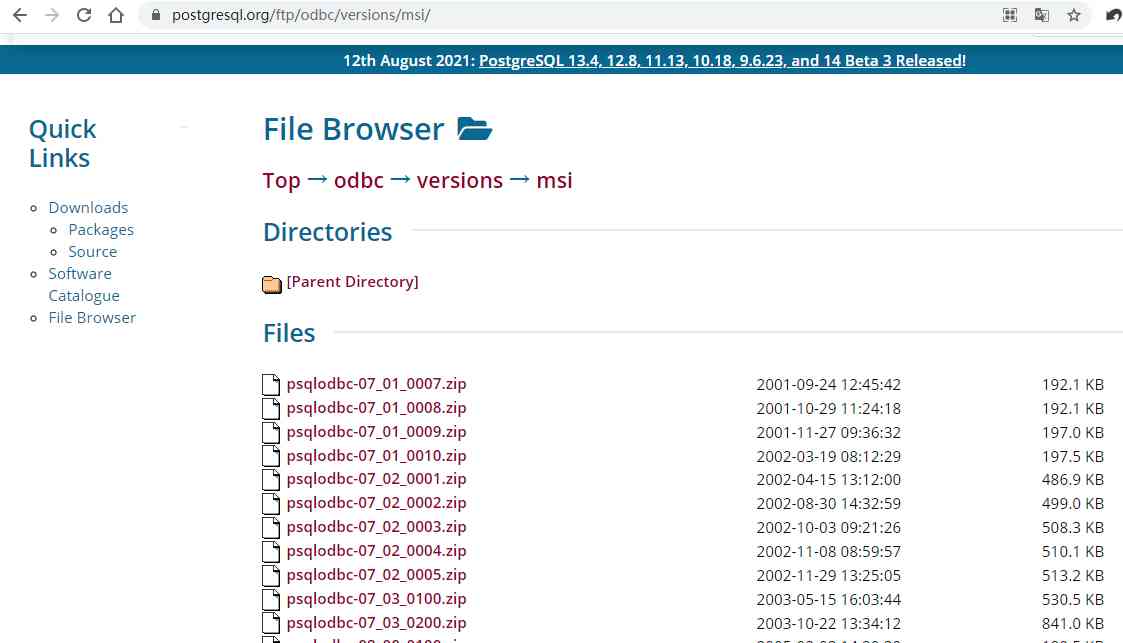 postgresql.org/ftp/odbc/versions/msi/
12th August 2021: PostgreSQL 13.4, 12.8, 11.13, 10.18, 9.6.23, and 14 Beta 3 Released!
Quick
Links
Downloads
Packages
Source
Software
Catalogue
File Browser
File Browser
Top → odbc → versions → msi
Directories
[Parent Directory]
Files
psqlodbc-07_01_0007.zip 2001-09-24 12:45:42 192.1 KB
psqlodbc-07_01_0008.zip 2001-10-29 11:24:18 192.1 KB
psqlodbc-07_01_0009.zip 2001-11-27 09:36:32 197.0 KB
psqlodbc-07_01_0010.zip 2002-03-19 08:12:29 197.5 KB
psqlodbc-07_02_0001.zip 2002-04-15 13:12:00 486.9 KB
psqlodbc-07_02_0002.zip 2002-08-30 14:32:59 499.0 KB
psqlodbc-07_02_0003.zip 2002-10-03 09:21:26 508.3 KB
psqlodbc-07_02_0004.zip 2002-11-08 08:59:57 510.1 KB
psqlodbc-07_02_0005.zip 2002-11-29 13:25:05 513.2 KB
psqlodbc-07_03_0100.zip 2003-05-15 16:03:44 530.5 KB
psqlodbc-07_03_0200.zip 2003-10-22 13:34:12 841.0 KB